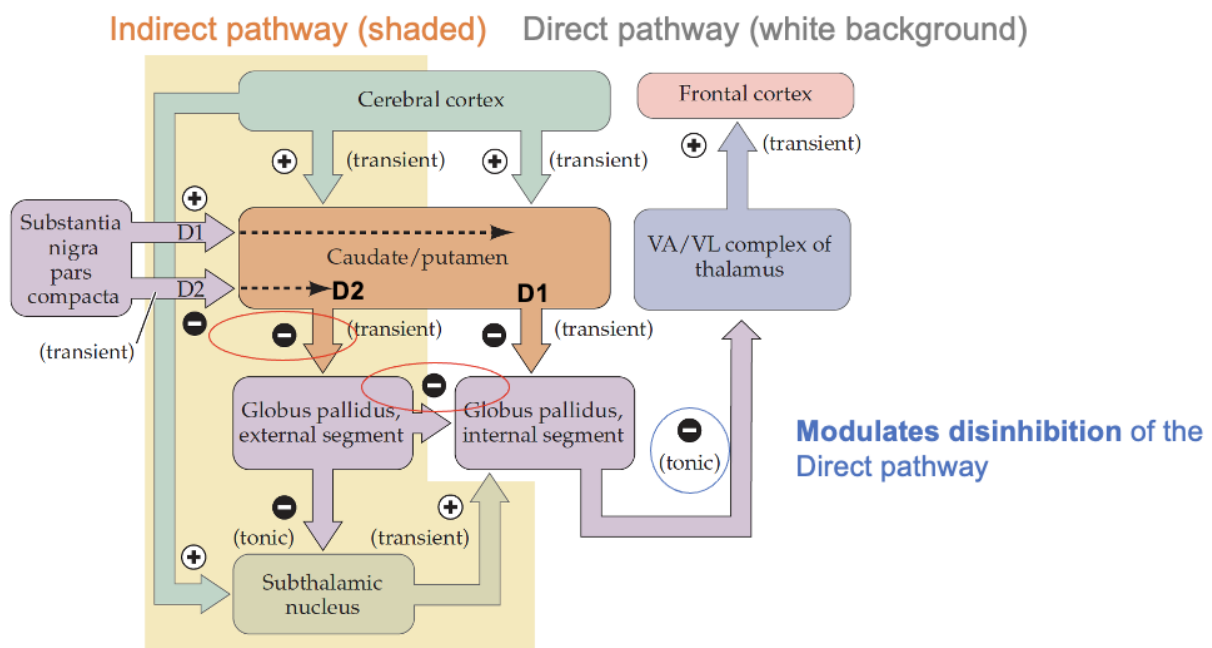 Indirect pathway (shaded)
Direct pathway (white background)
Cerebral cortex
Frontal cortex
+
(transient)
+
(transient)
+
(transient)
Substantia
nigra
pars
compacta
+
D1
D2
−
(transient)
Caudate/putamen
D2
D1
VA/VL complex of
thalamus
−
(transient)
−
(transient)
Globus pallidus,
external segment
−
Globus pallidus,
internal segment
−
(tonic)
Modulates disinhibition of the
Direct pathway
−
(tonic)
+
(transient)
+
Subthalamic
nucleus